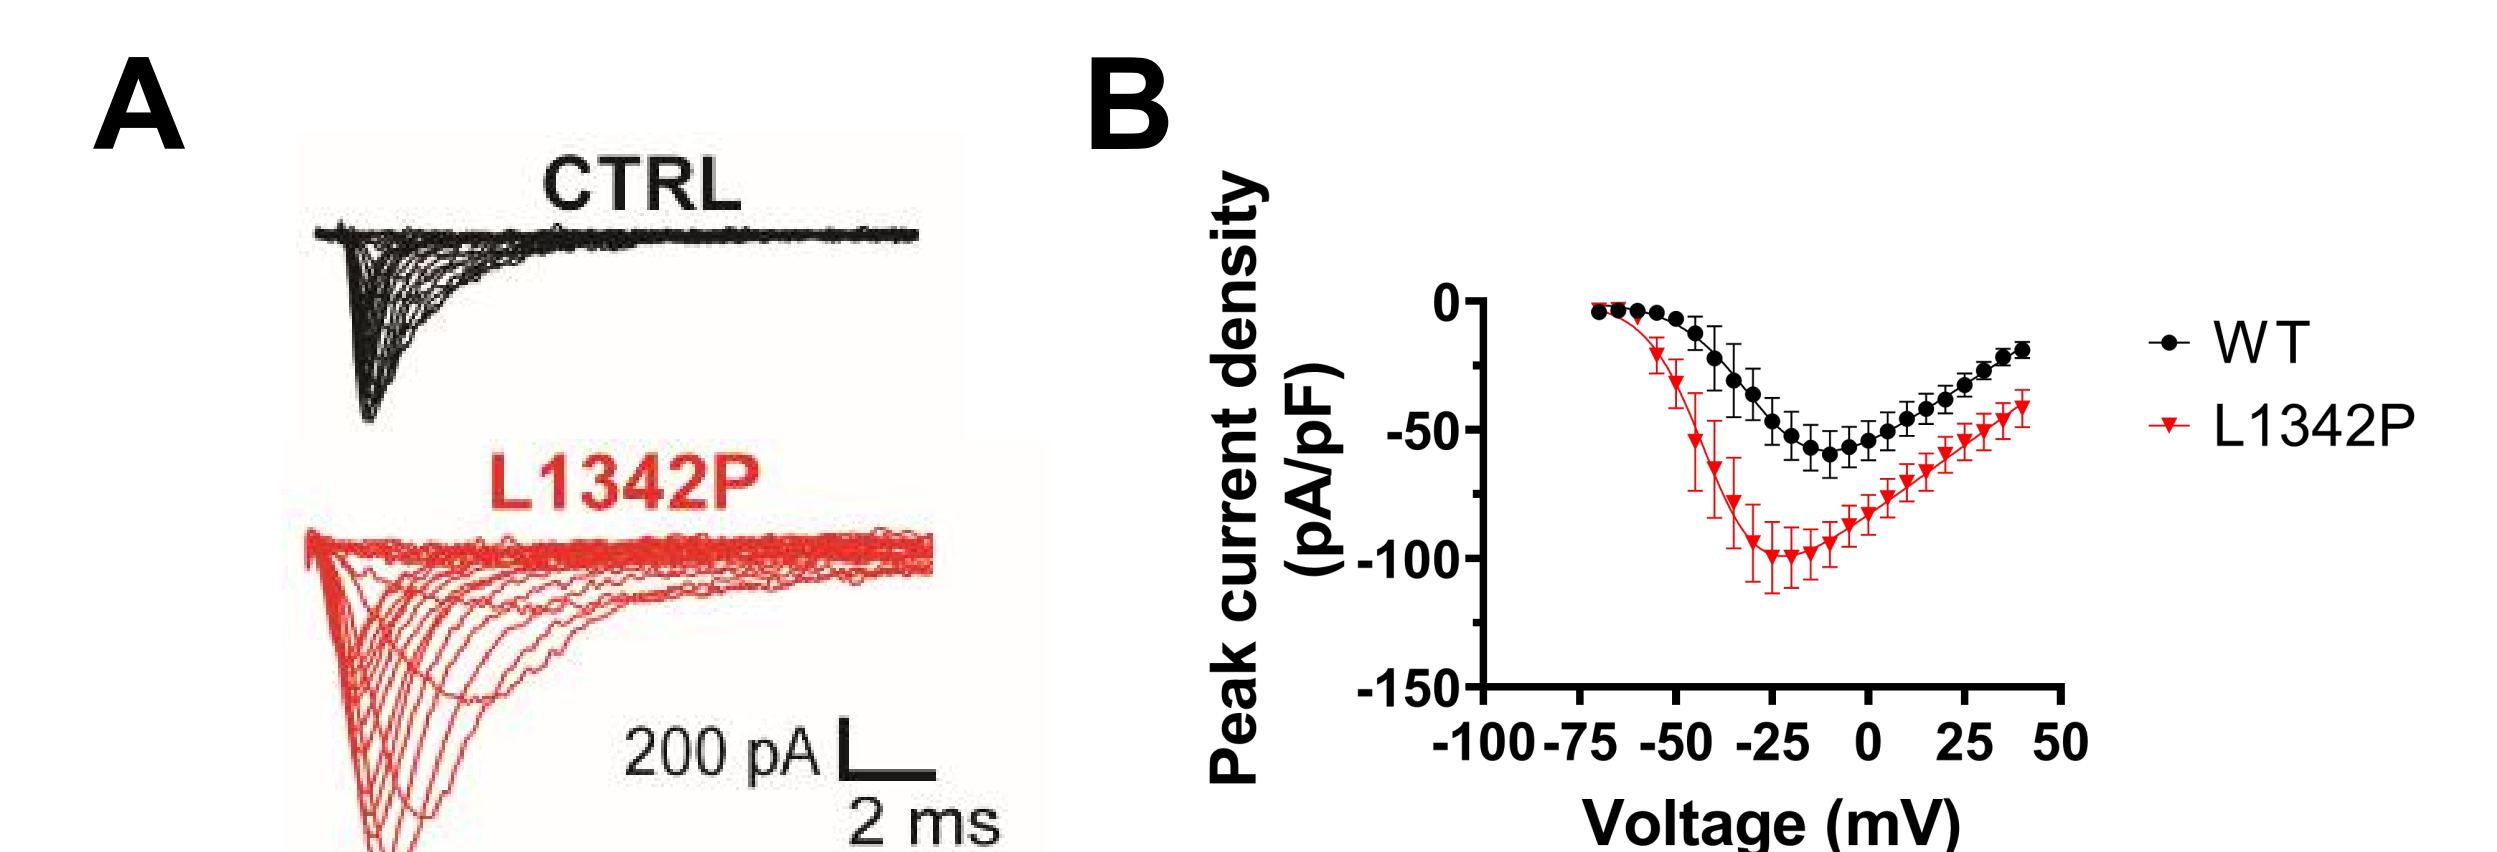 A
CTRL
L1342P
200 pA
2 ms
B
Peak current density
(pA/pF)
0
-50
-100
-150
-100 -75 -50 -25 0 25 50
Voltage (mV)
WT
L1342P